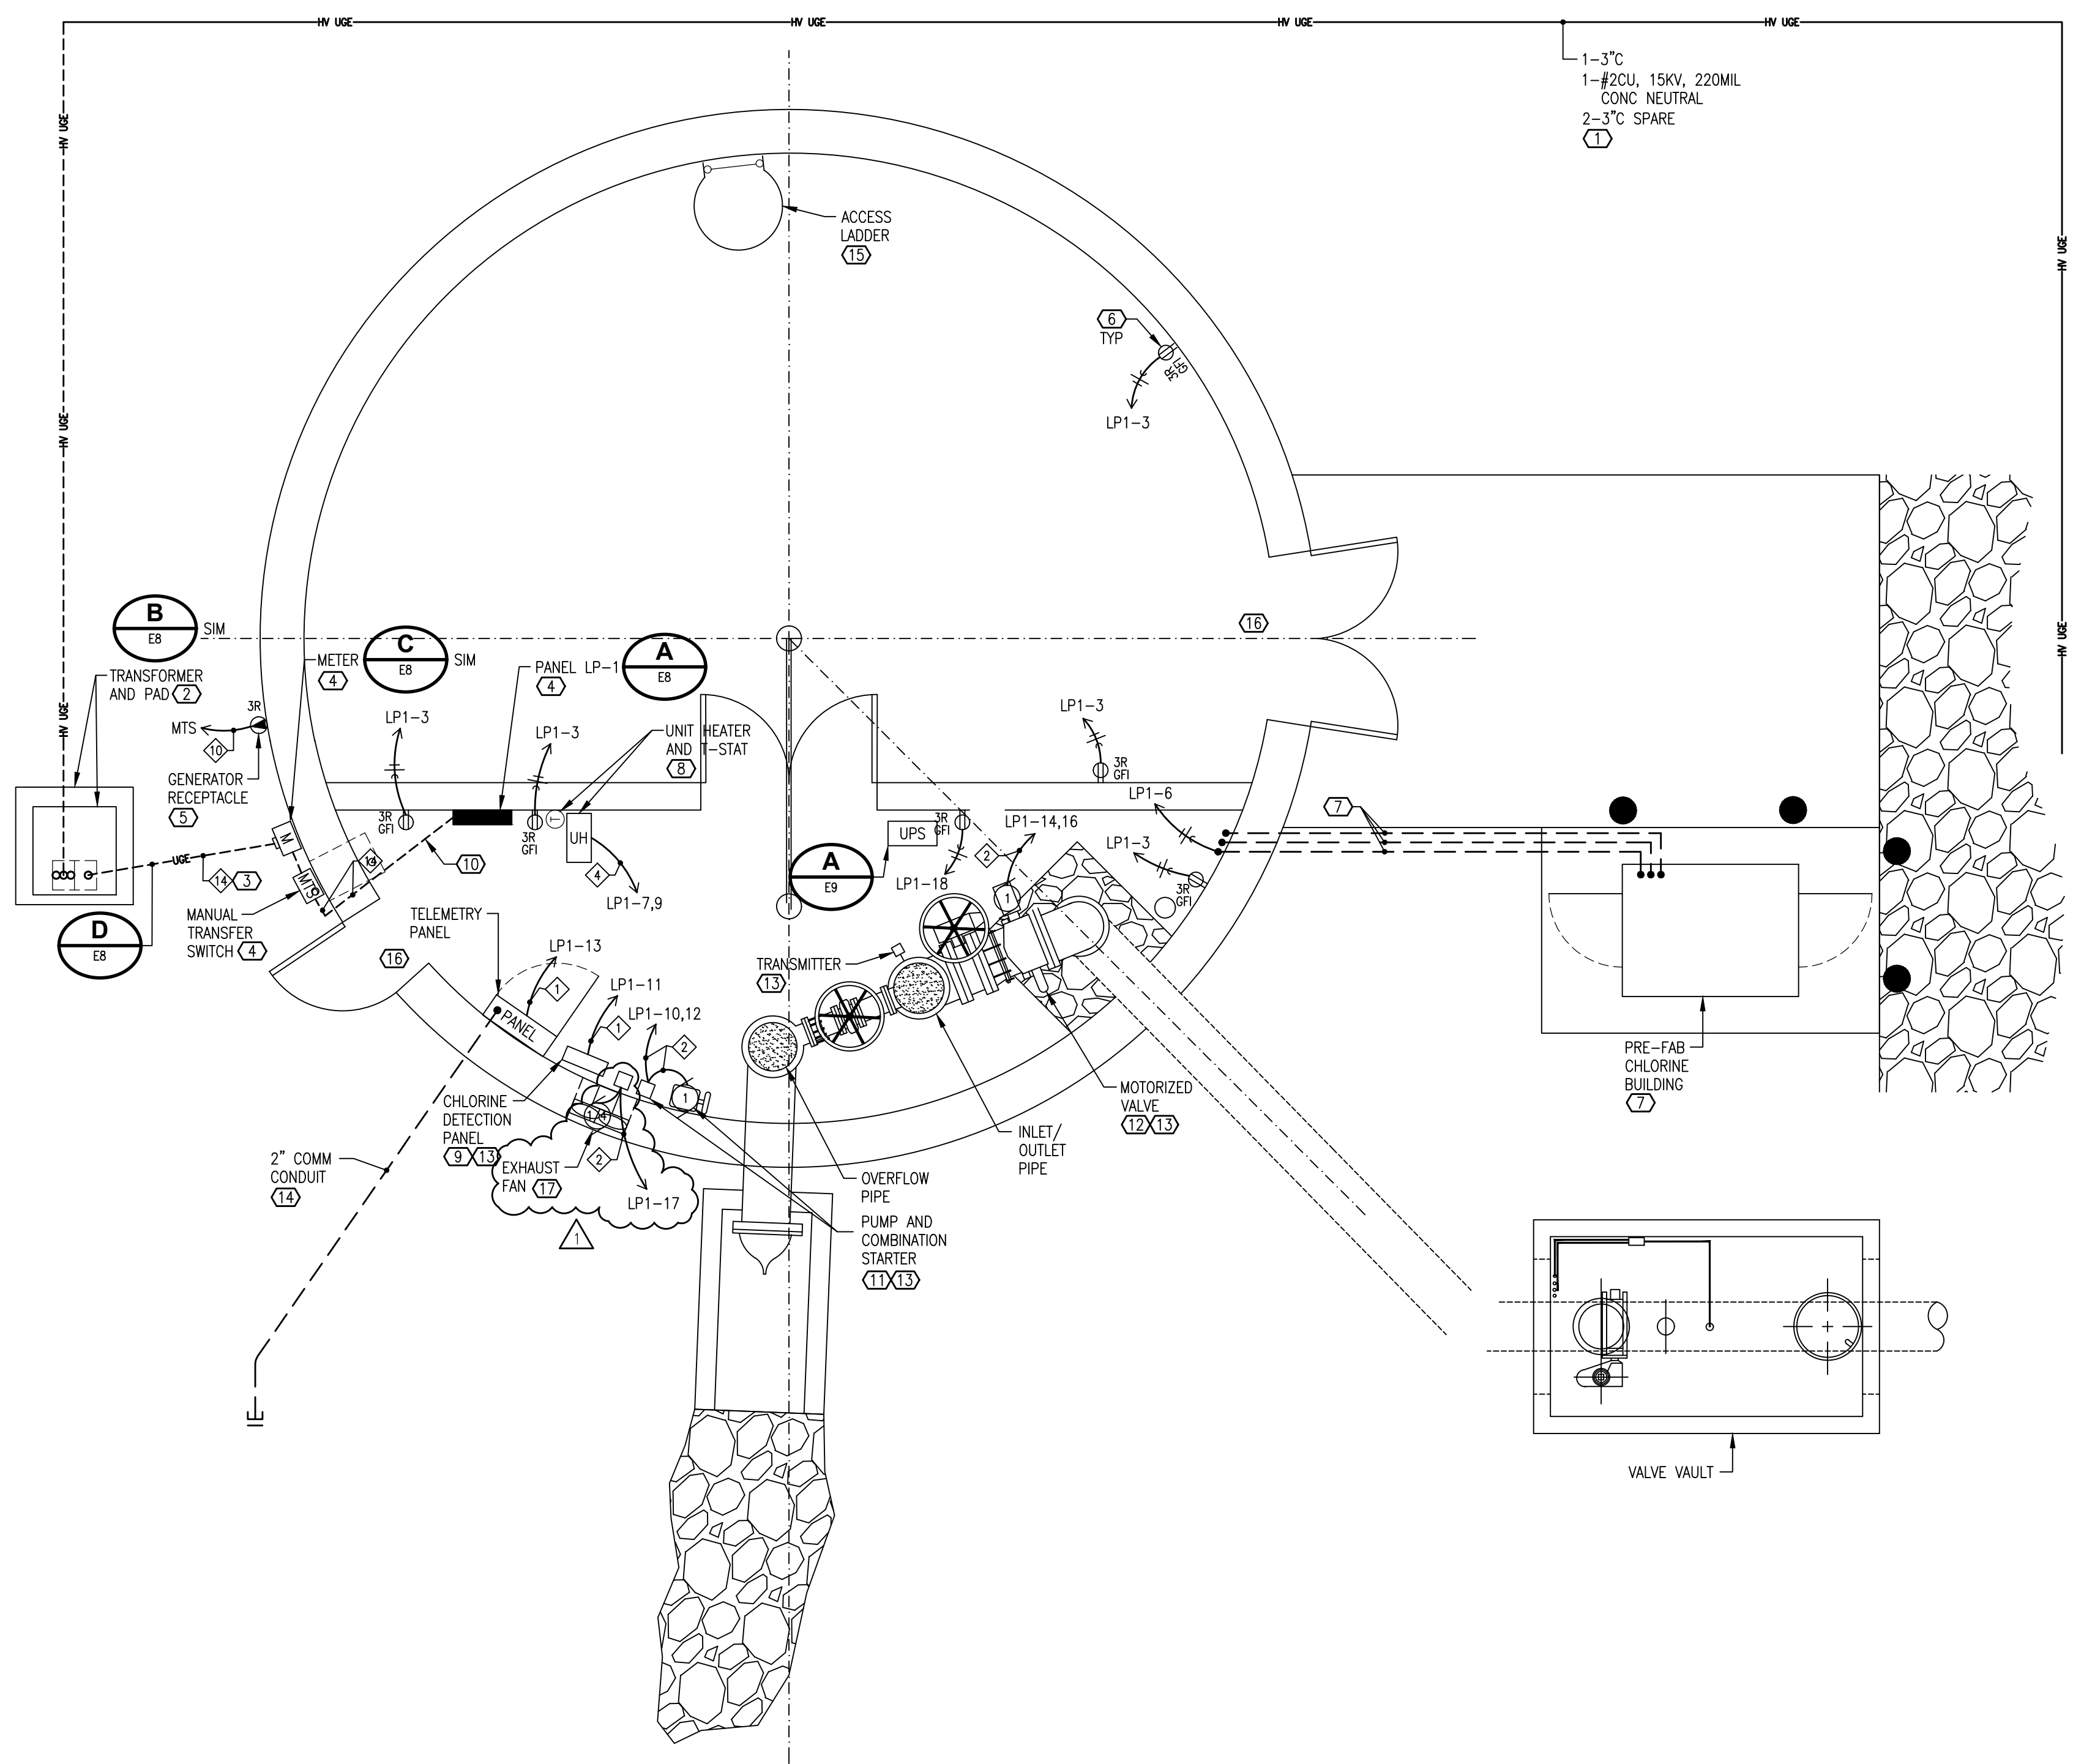 HV UGE
HV UGE
HV UGE
HV UGE
1-3"C
1-#2CU, 15KV, 220MIL
CONC NEUTRAL
2-3"C SPARE
1
HV UGE
HV UGE
ACCESS
LADDER
15
6
TYP
3R
GFI
LP1-3
HV UGE
HV UGE
HV UGE
B
E8
SIM
METER
4
C
E8
SIM
PANEL LP-1
4
A
E8
16
TRANSFORMER
AND PAD 2
3R
MTS
10
GENERATOR
RECEPTACLE
5
LP1-3
LP1-3
UNIT HEATER
AND T-STAT
8
LP1-3
3R
GFI
LP1-6
7
3R
GFI
3R
GFI
T
UH
4
LP1-7,9
UPS
3R
GFI
LP1-18
A
E9
LP1-14,16
2
1
LP1-3
3R
GFI
M
MTS
14
10
UGE
14 3
D
E8
MANUAL
TRANSFER
SWITCH 4
16
TELEMETRY
PANEL
PANEL
LP1-13
1
LP1-11
1
LP1-10,12
2
1
TRANSMITTER
13
CHLORINE
DETECTION
PANEL
9 13
1/4
EXHAUST
FAN 17
2
LP1-17
1
2" COMM
CONDUIT
14
MOTORIZED
VALVE
12 13
INLET/
OUTLET
PIPE
OVERFLOW
PIPE
PUMP AND
COMBINATION
STARTER
11 13
PRE-FAB
CHLORINE
BUILDING
7
VALVE VAULT